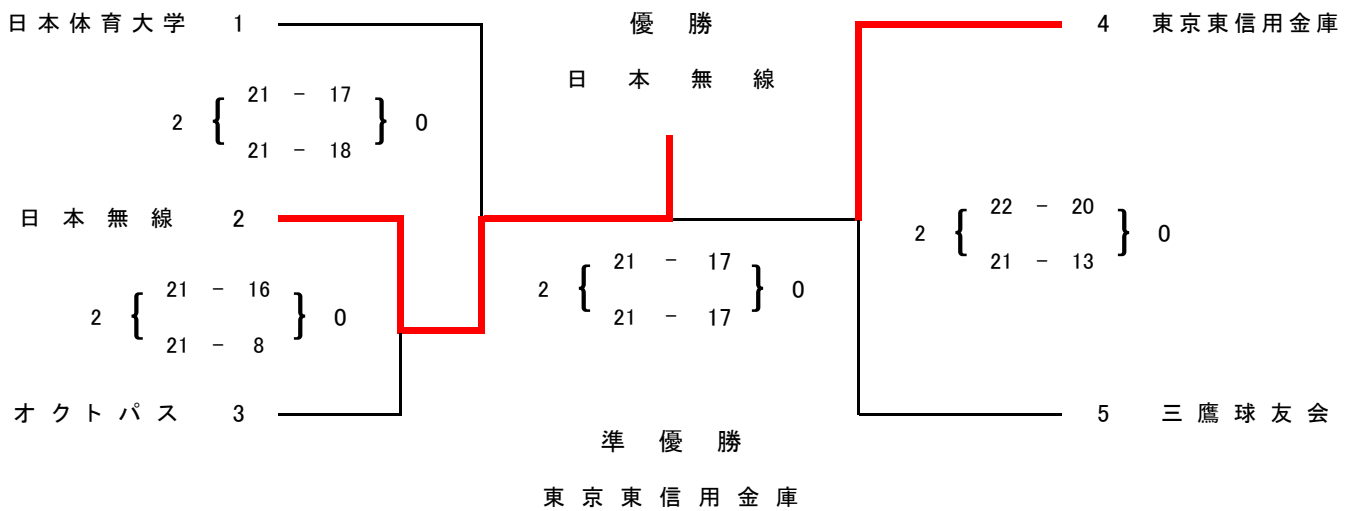 日本体育大学 1
優勝
4 東京東信用金庫
日本無線
21 － 17
2 { } 0
21 － 18
日本無線 2
22 － 20
2 { } 0
21 － 13
21 － 17
2 { } 0
21 － 17
21 － 16
2 { } 0
21 － 8
オクトパス 3
5 三鷹球友会
準優勝
東京東信用金庫